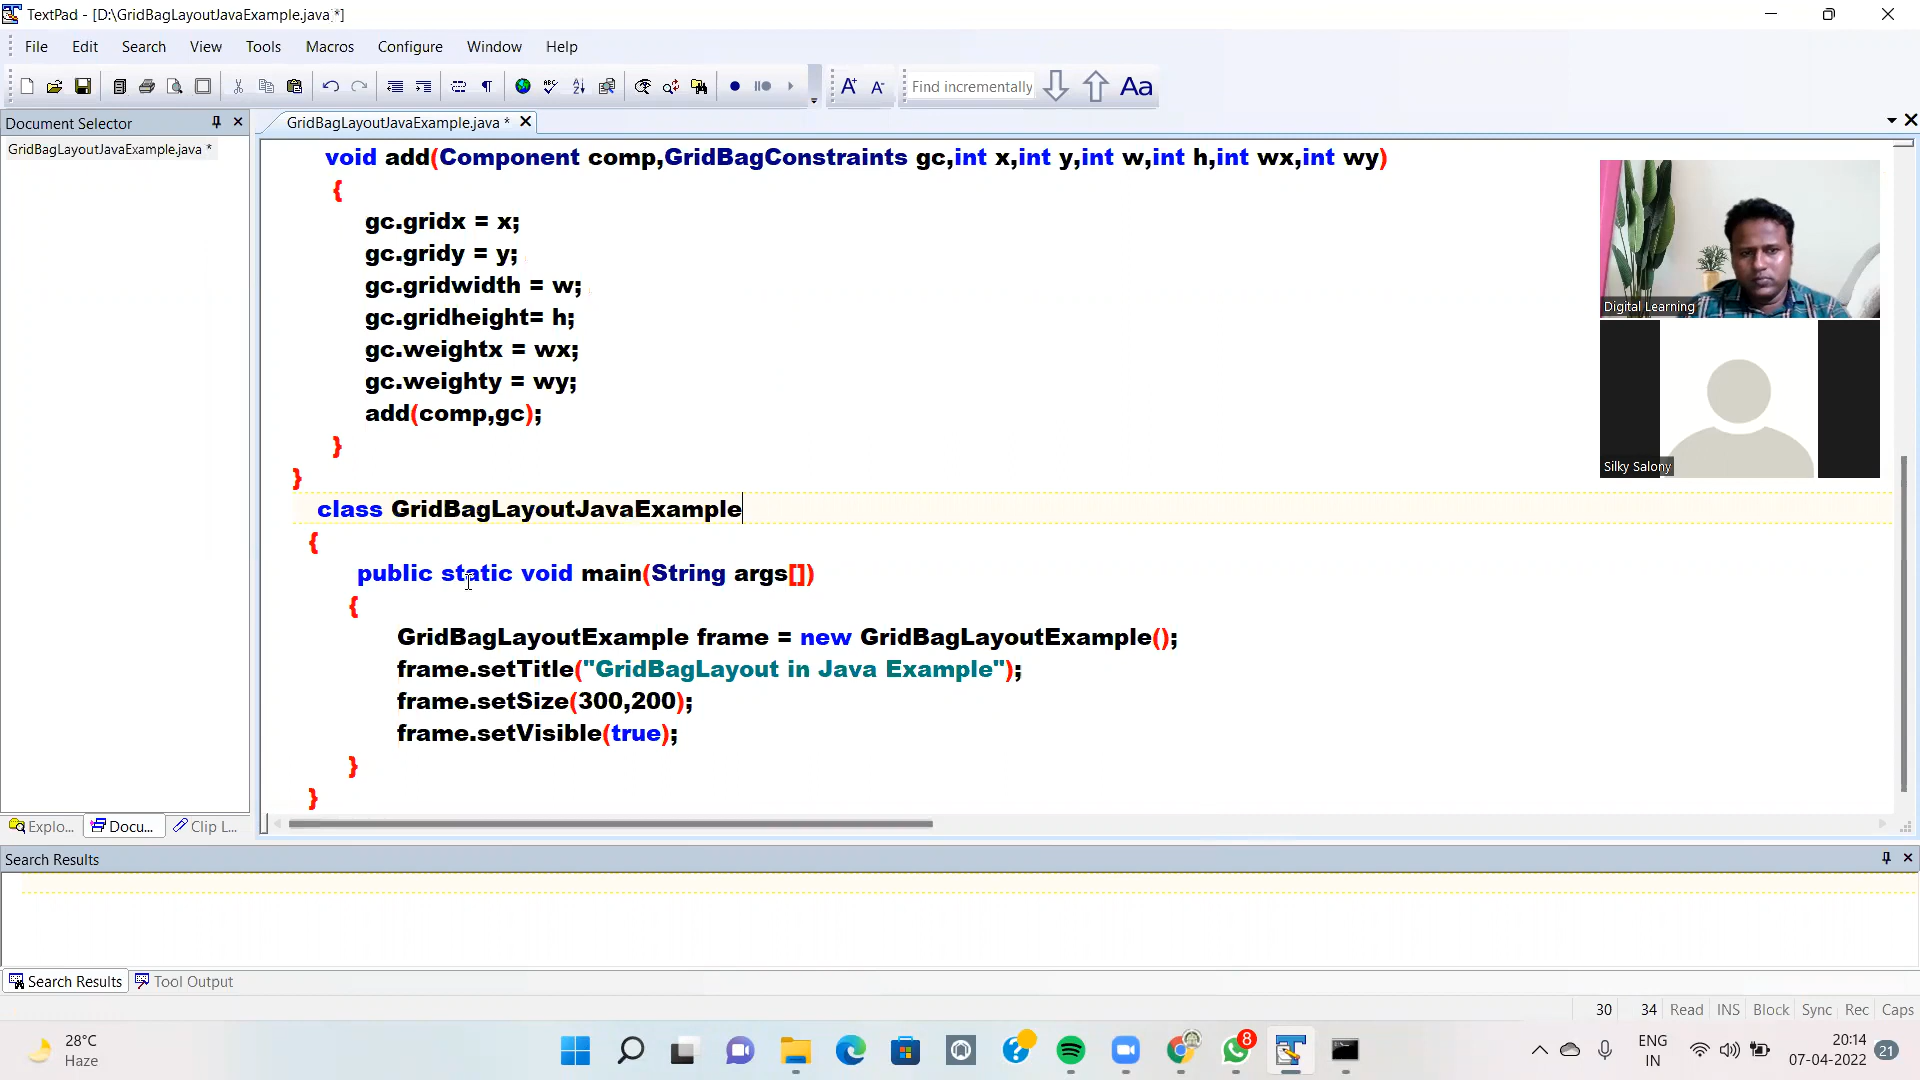 TextPad - [D:\GridBagLayoutJavaExample.java *]
File Edit Search View Tools Macros Configure Window Help
Find incrementally
Aa
Document Selector
GridBagLayoutJavaExample.java *
GridBagLayoutJavaExample.java *
void add(Component comp,GridBagConstraints gc,int x,int y,int w,int h,int wx,int wy)
{
gc.gridx = x;
gc.gridy = y;
gc.gridwidth = w;
gc.gridheight= h;
gc.weightx = wx;
gc.weighty = wy;
add(comp,gc);
}
}
class GridBagLayoutJavaExample
{
public static void main(String args[])
{
GridBagLayoutExample frame = new GridBagLayoutExample();
frame.setTitle("GridBagLayout in Java Example");
frame.setSize(300,200);
frame.setVisible(true);
}
}
Digital Learning
Silky Salony
Explo... Docu... Clip L...
Search Results
Search Results Tool Output
30 34 Read INS Block Sync Rec Caps
28°C
Haze
8
ENG
IN
20:14
07-04-2022
21